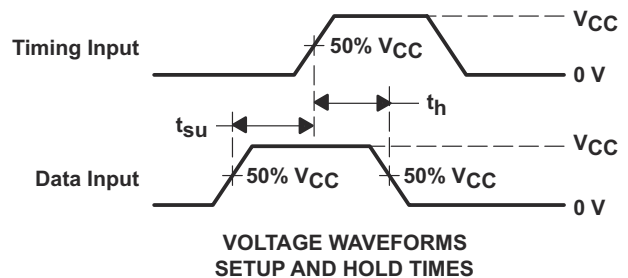 VCC
Timing Input
50% VCC
0 V
th
tsu
VCC
Data Input
50% VCC
50% VCC
0 V
VOLTAGE WAVEFORMS
SETUP AND HOLD TIMES